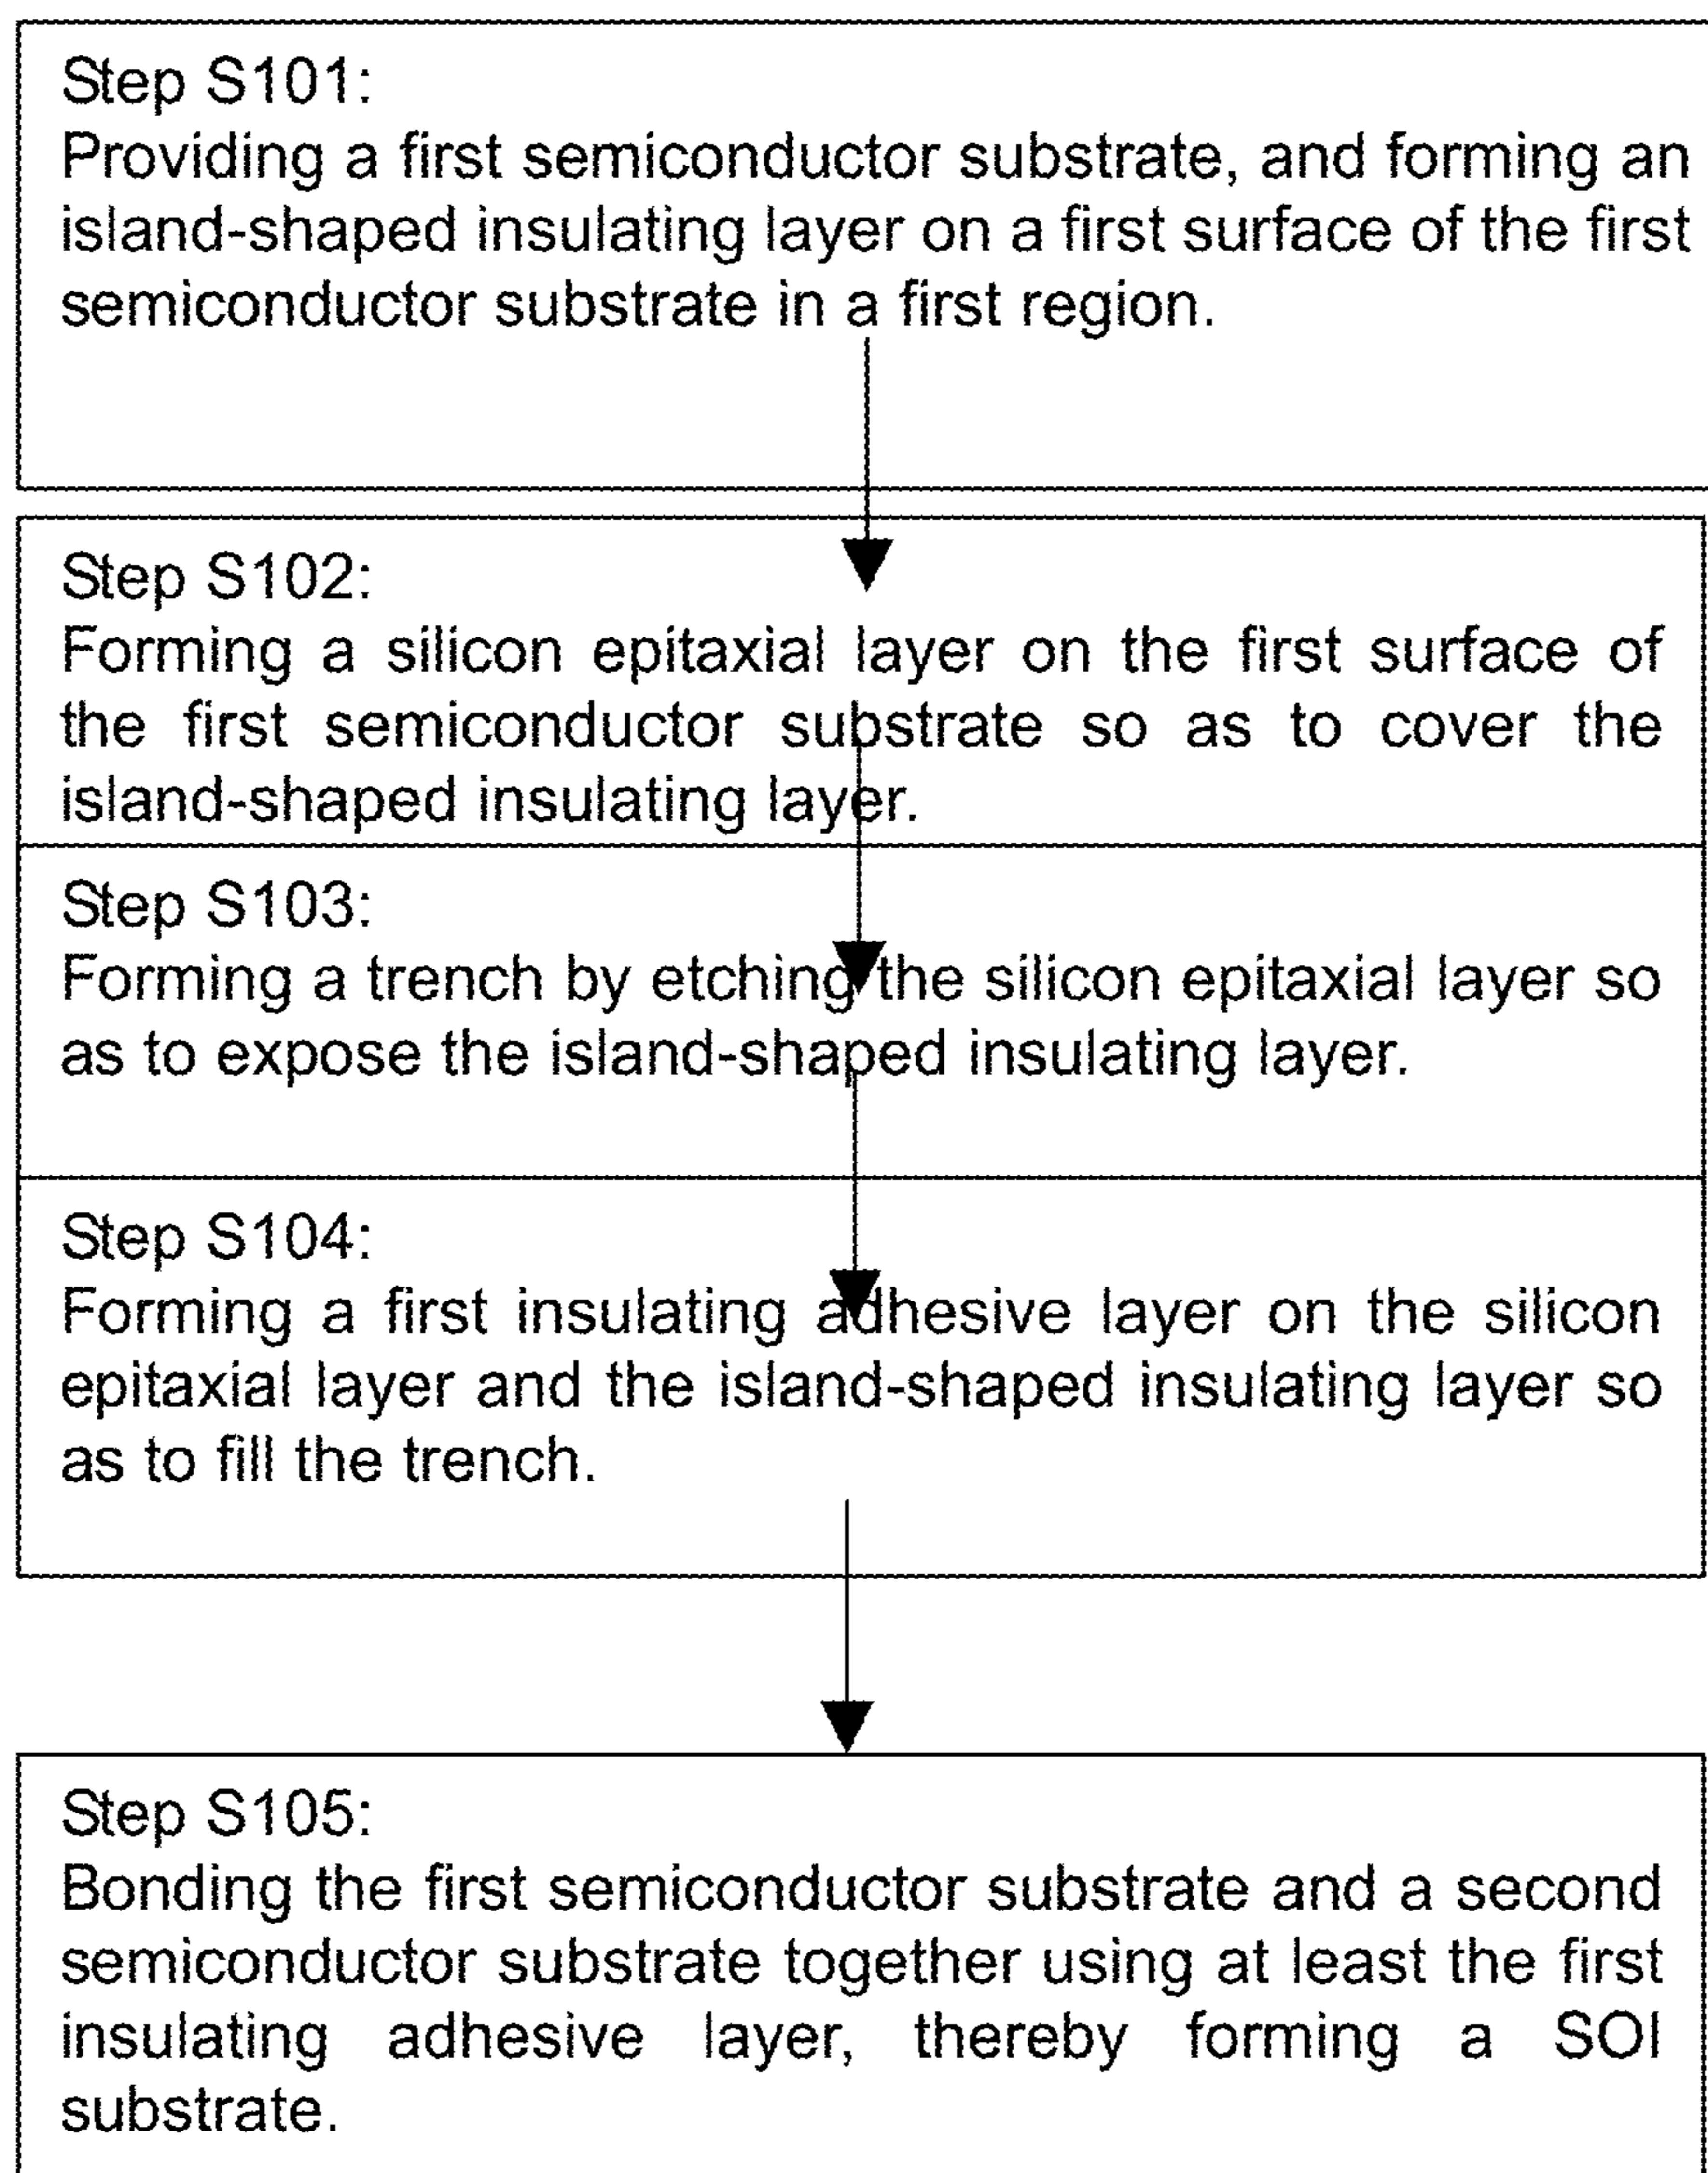 Step S101:
Providing a first semiconductor substrate, and forming an
island-shaped insulating layer on a first surface of the first
semiconductor substrate in a first region.
Step S102:
Forming a silicon epitaxial layer on the first surface of
the first semiconductor substrate so as to cover the
island-shaped insulating layer.
Step S103:
Forming a trench by etching the silicon epitaxial layer so
as to expose the island-shaped insulating layer.
Step S104:
Forming a first insulating adhesive layer on the silicon
epitaxial layer and the island-shaped insulating layer so
as to fill the trench.
Step S105:
Bonding the first semiconductor substrate and a second
semiconductor substrate together using at least the first
insulating adhesive layer, thereby forming a SOI
substrate.